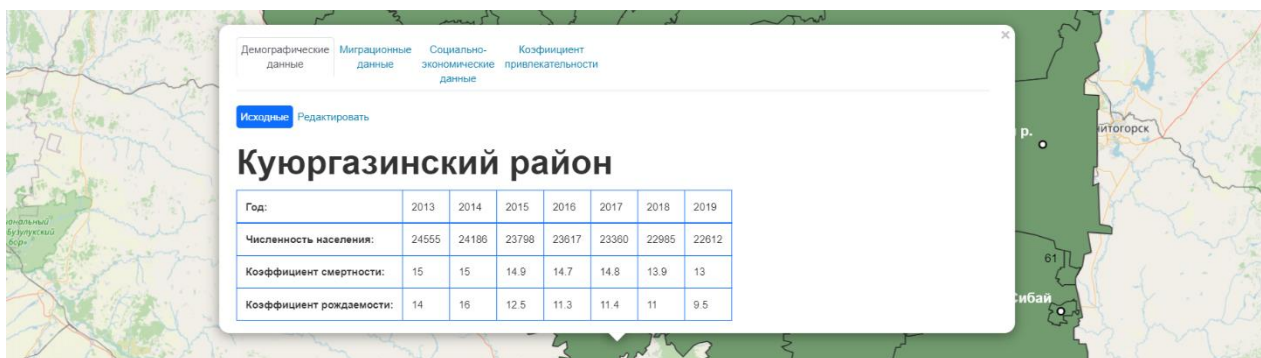 ×
Демографические данные
Миграционные данные
Социально-экономические данные
Коэфиициент привлекательности
Исходные Редактировать
Куюргазинский район
Год: 2013 2014 2015 2016 2017 2018 2019
Численность населения: 24555 24186 23798 23617 23360 22985 22612
Коэффициент смертности: 15 15 14.9 14.7 14.8 13.9 13
Коэффициент рождаемости: 14 16 12.5 11.3 11.4 11 9.5
р.
итогорск
61
Сибай
Бузулукский
бор»